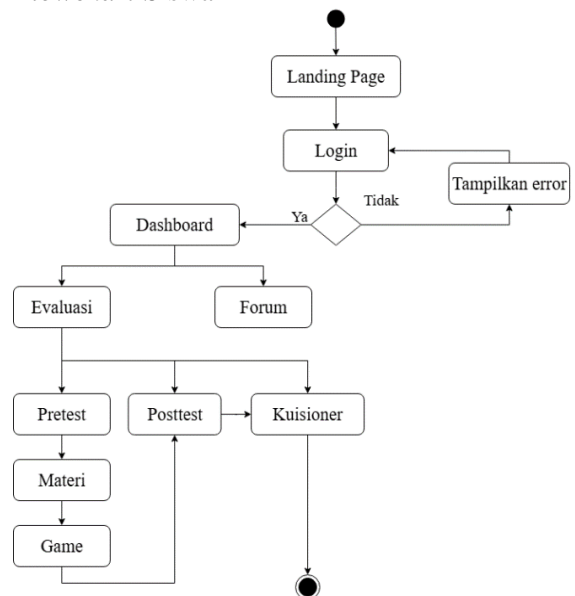 Landing Page
Login
Tampilkan error
Tidak
Ya
Dashboard
Evaluasi
Forum
Pretest
Posttest
Kuisioner
Materi
Game